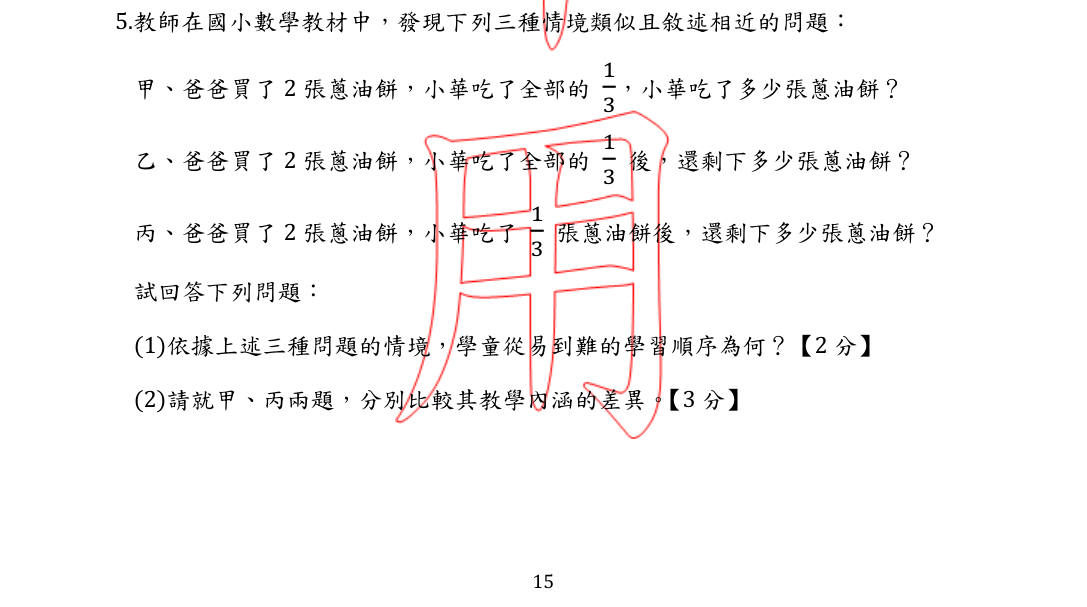 5.教師在國小數學教材中，發現下列三種情境類似且敘述相近的問題：
甲、爸爸買了 2 張蔥油餅，小華吃了全部的 1/3，小華吃了多少張蔥油餅？
乙、爸爸買了 2 張蔥油餅，小華吃了全部的 1/3 後，還剩下多少張蔥油餅？
丙、爸爸買了 2 張蔥油餅，小華吃了 1/3 張蔥油餅後，還剩下多少張蔥油餅？
試回答下列問題：
(1)依據上述三種問題的情境，學童從易到難的學習順序為何？【2 分】
(2)請就甲、丙兩題，分別比較其教學內涵的差異。【3 分】
用
15